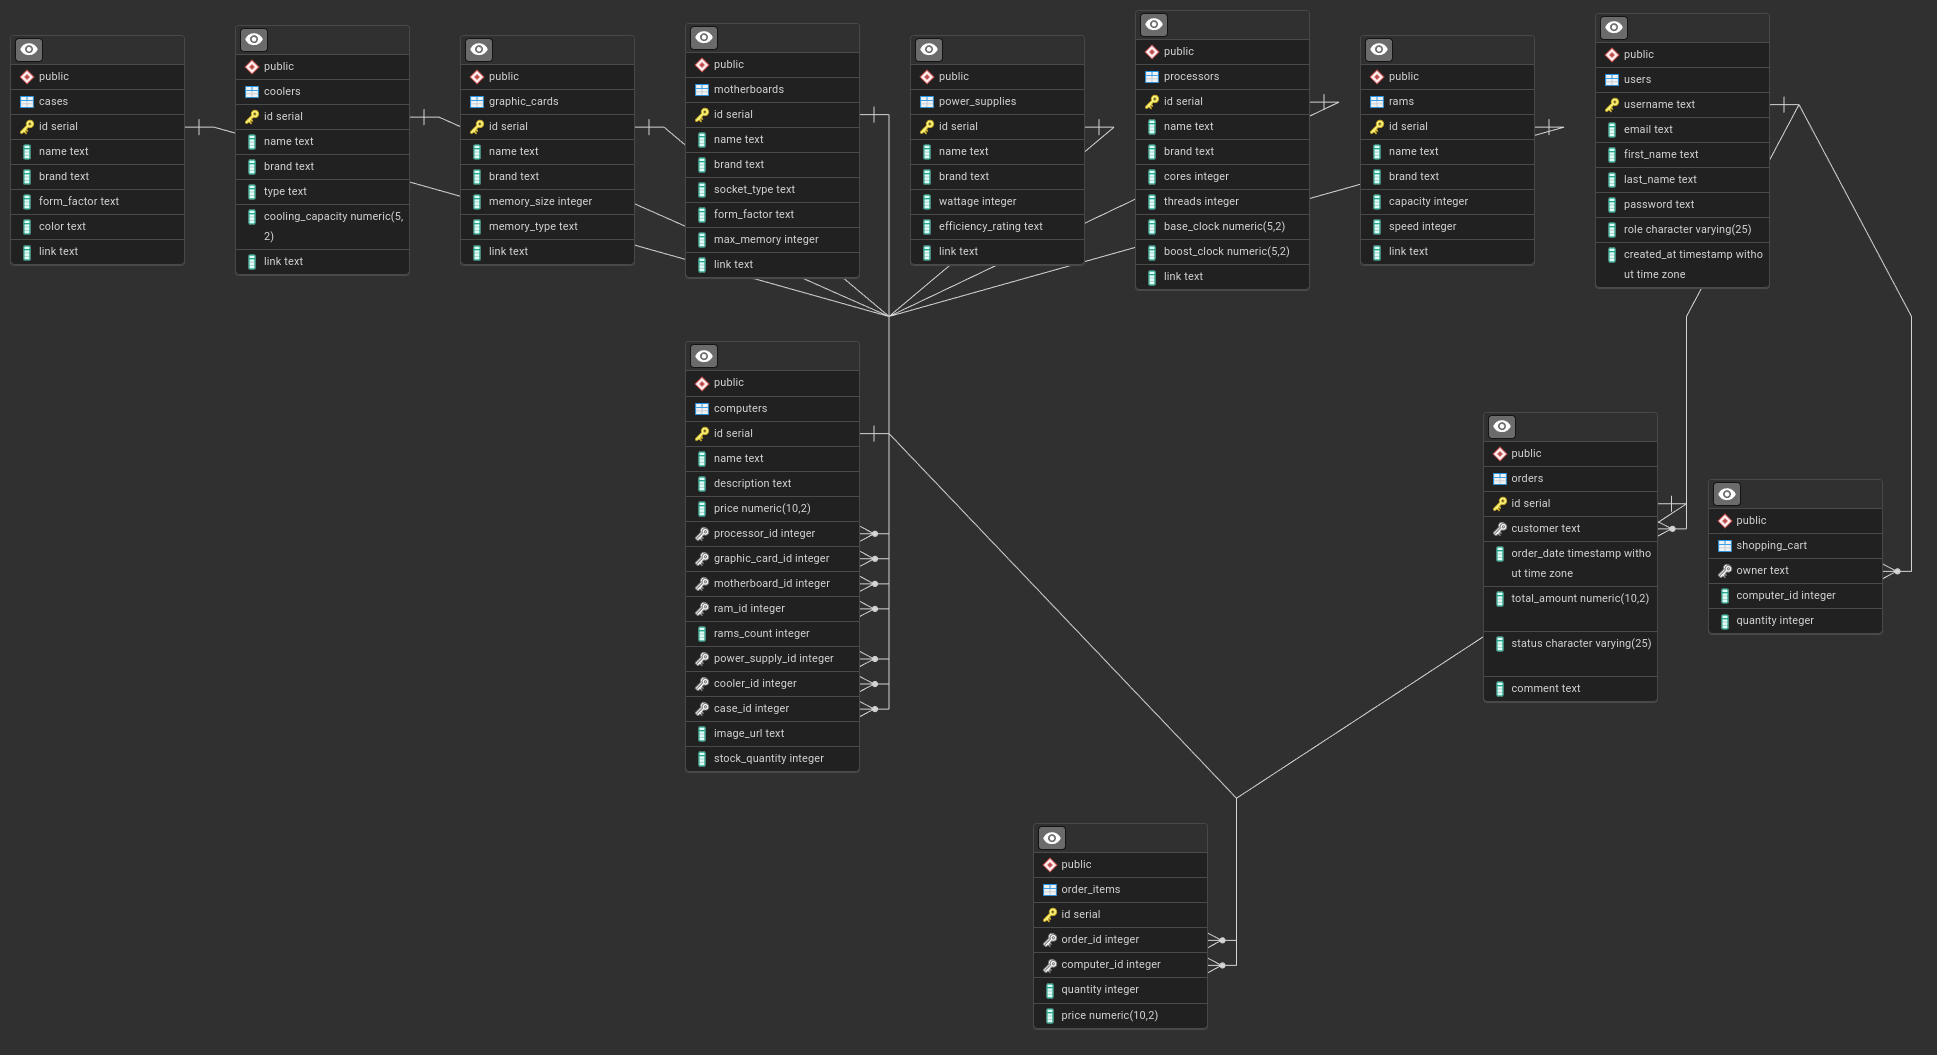 public
cases
id serial
name text
brand text
form_factor text
color text
link text
public
coolers
id serial
name text
brand text
type text
cooling_capacity numeric(5,
2)
link text
public
graphic_cards
id serial
name text
brand text
memory_size integer
memory_type text
link text
public
motherboards
id serial
name text
brand text
socket_type text
form_factor text
max_memory integer
link text
public
power_supplies
id serial
name text
brand text
wattage integer
efficiency_rating text
link text
public
processors
id serial
name text
brand text
cores integer
threads integer
base_clock numeric(5,2)
boost_clock numeric(5,2)
link text
public
rams
id serial
name text
brand text
capacity integer
speed integer
link text
public
users
username text
email text
first_name text
last_name text
password text
role character varying(25)
created_at timestamp witho
ut time zone
public
computers
id serial
name text
description text
price numeric(10,2)
processor_id integer
graphic_card_id integer
motherboard_id integer
ram_id integer
rams_count integer
power_supply_id integer
cooler_id integer
case_id integer
image_url text
stock_quantity integer
public
orders
id serial
customer text
order_date timestamp witho
ut time zone
total_amount numeric(10,2)
status character varying(25)
comment text
public
shopping_cart
owner text
computer_id integer
quantity integer
public
order_items
id serial
order_id integer
computer_id integer
quantity integer
price numeric(10,2)